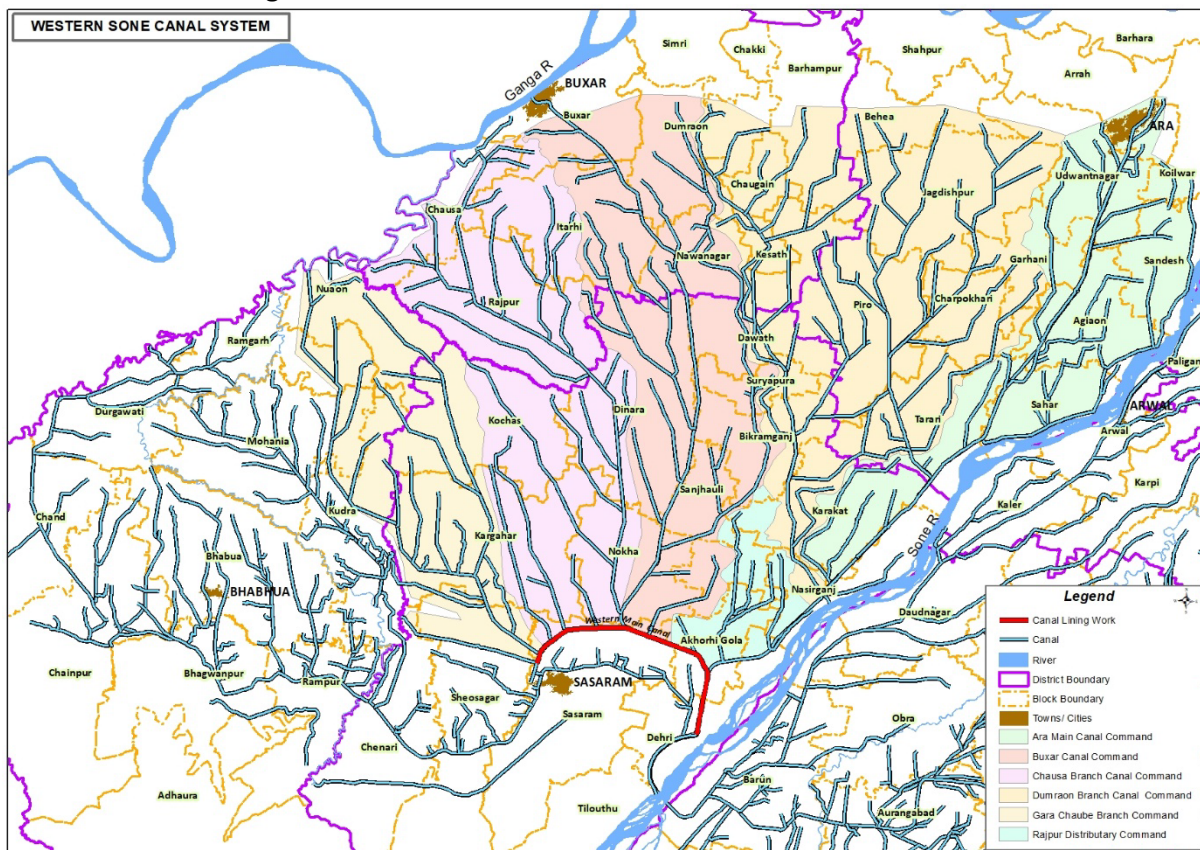 WESTERN SONE CANAL SYSTEM
Simri
Chakki
Barhampur
Shahpur
Barhara
Arrah
Ganga R
BUXAR
Buxar
Dumraon
Behea
ARA
Chaugain
Jagdishpur
Udwantnagar
Koilwar
Chausa
Itarhi
Nawanagar
Kesath
Garhani
Sandesh
Nuaon
Rajpur
Piro
Charpokhari
Agiaon
Ramgarh
Dawath
Paligan
Durgawati
Kochas
Dinara
Suryapura
Bikramganj
Tarari
Sahar
ARWAL
Arwal
Mohania
Sanjhauli
Karpi
Chand
Kudra
Kargahar
Karakat
Kaler
Sone R
Bhabua
Nokha
BHABHUA
Nasirganj
Daudnagar
Western Main Canal
Akhorhi Gola
Chainpur
Bhagwanpur
Rampur
Sheosagar
SASARAM
Sasaram
Chenari
Dehri
Obra
Barun
Adhaura
Tilouthu
Aurangabad
Legend
Canal Lining Work
Canal
River
District Boundary
Block Boundary
Towns/ Cities
Ara Main Canal Command
Buxar Canal Command
Chausa Branch Canal Command
Dumraon Branch Canal Command
Gara Chaube Branch Command
Rajpur Distributary Command